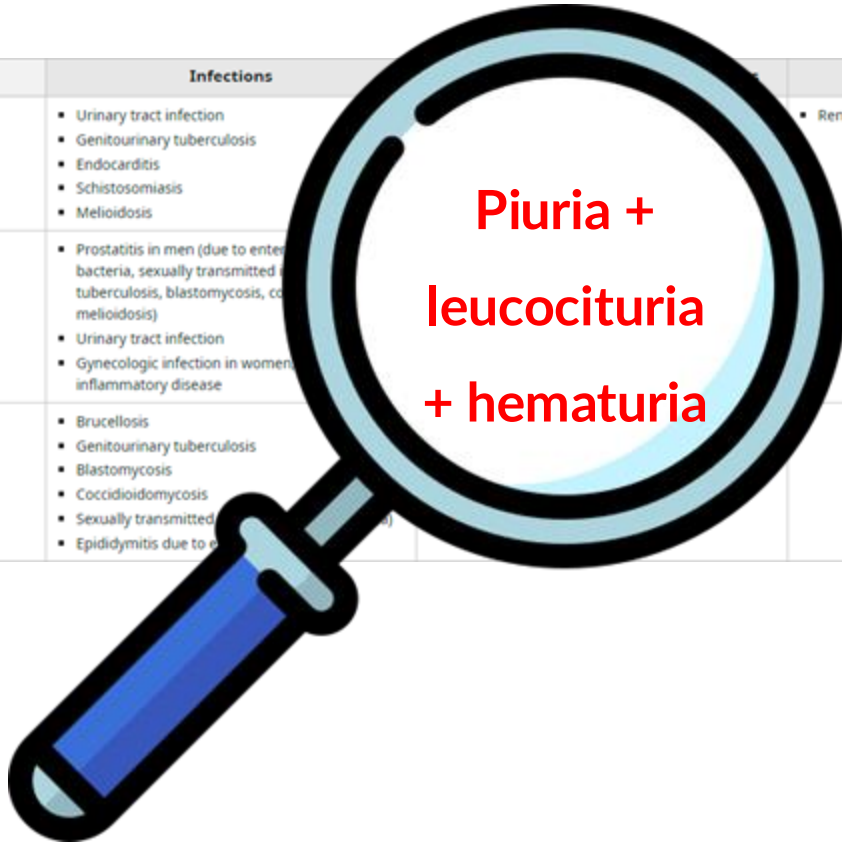 Infections
Urinary tract infection
Genitourinary tuberculosis
Endocarditis
Schistosomiasis
Melioidosis
Prostatitis in men (due to
bacteria, sexually transmitted
tuberculosis, blastomycosis,
melioidosis)
Urinary tract infection
Gynecologic infection in women,
inflammatory disease
Brucellosis
Genitourinary tuberculosis
Blastomycosis
Coccidioidomycosis
Sexually transmitted
Epididymitis due to
Piuria +
leucocituria
+ hematuria